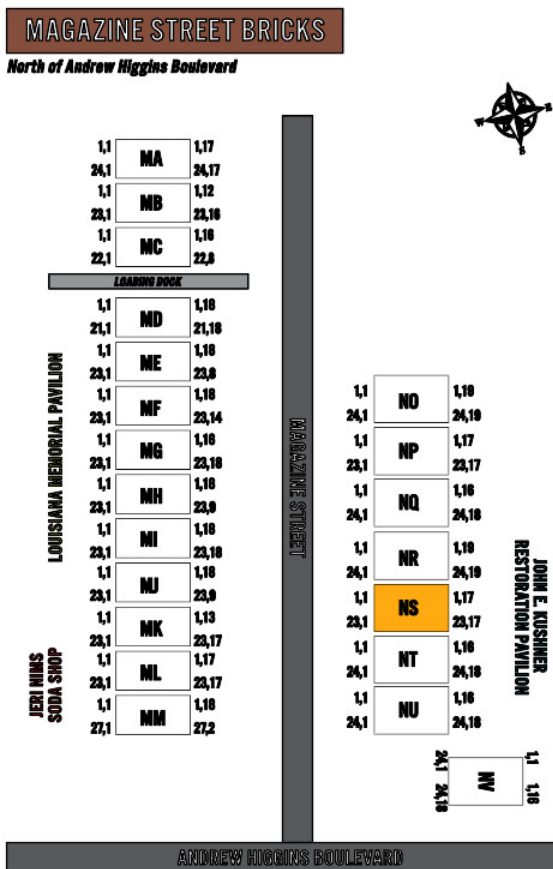 MAGAZINE STREET BRICKS
North of Andrew Higgins Boulevard
N
W
E
S
1,1 MA 1,17
24,1 24,17
1,1 MB 1,12
23,1 23,16
1,1 MC 1,16
22,1 22,8
LOADING DOCK
1,1 MD 1,18
21,1 21,18
1,1 ME 1,18
23,1 23,8
1,1 MF 1,18
23,1 23,14
1,1 MG 1,16
23,1 23,18
1,1 MH 1,18
23,1 23,9
1,1 MI 1,18
23,1 23,18
1,1 MJ 1,18
23,1 23,9
1,1 MK 1,13
23,1 23,17
1,1 ML 1,17
23,1 23,17
1,1 MM 1,18
27,1 27,2
LOUISIANA MEMORIAL PAVILION
JERI NIMS
SODA SHOP
MAGAZINE STREET
1,1 NO 1,19
24,1 24,19
1,1 NP 1,17
23,1 23,17
1,1 NQ 1,16
24,1 24,18
1,1 NR 1,19
24,1 24,19
1,1 NS 1,17
23,1 23,17
1,1 NT 1,16
24,1 24,18
1,1 NU 1,16
24,1 24,18
JOHN E. KUSHNER
RESTORATION PAVILION
1,1 NV 1,18
24,1 24,18
ANDREW HIGGINS BOULEVARD